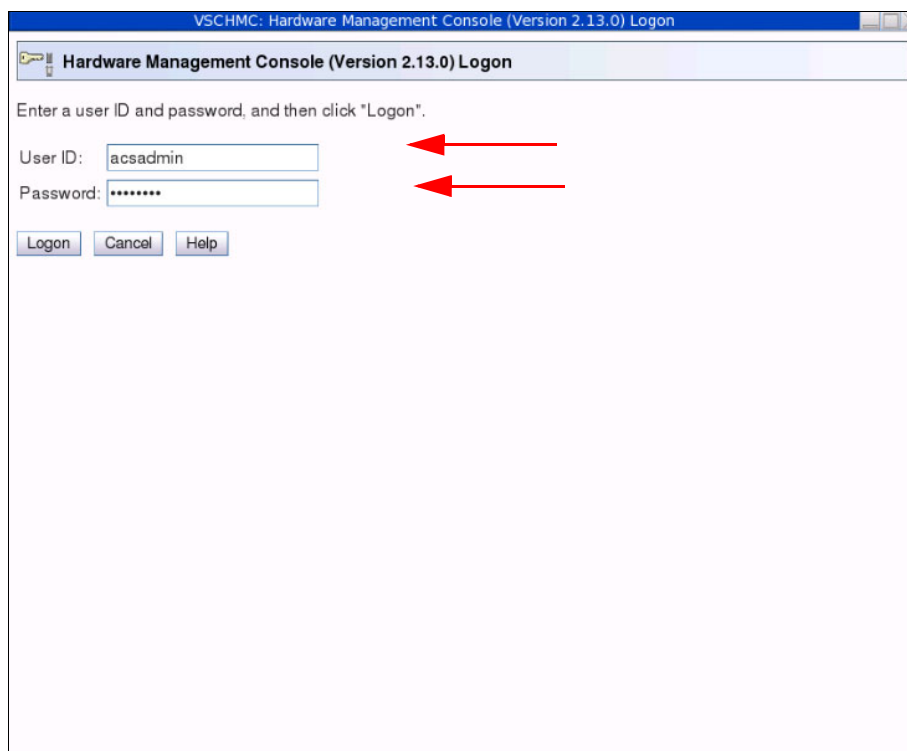 VSCHMC: Hardware Management Console (Version 2.13.0) Logon
Hardware Management Console (Version 2.13.0) Logon
Enter a user ID and password, and then click "Logon".
User ID: acsadmin
Password: ••••••••
Logon Cancel Help